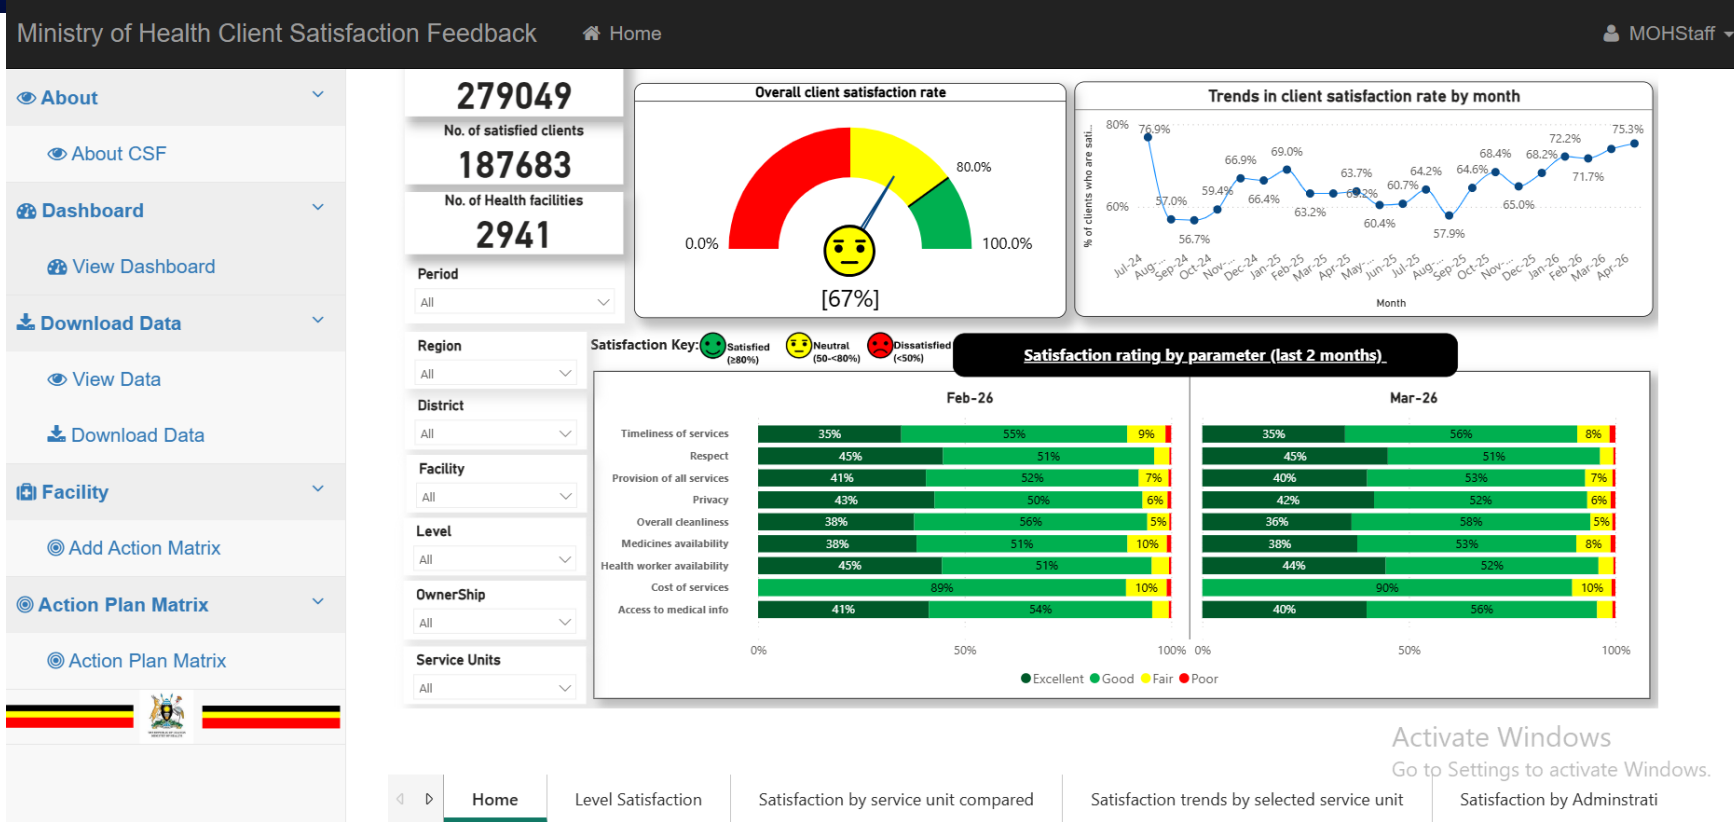 Ministry of Health Client Satisfaction Feedback
Home
MOHStaff
About
About CSF
Dashboard
View Dashboard
Download Data
View Data
Download Data
Facility
Add Action Matrix
Action Plan Matrix
Action Plan Matrix
279049
No. of satisfied clients
187683
No. of Health facilities
2941
Period
All
Region
All
District
All
Facility
All
Level
All
OwnerShip
All
Service Units
All
Overall client satisfaction rate
80.0%
0.0%
100.0%
[67%]
Trends in client satisfaction rate by month
% of clients who are sati...
80%
60%
76.9%
57.0%
56.7%
59.4%
66.9%
66.4%
69.0%
63.2%
63.7%
60.4%
60.7%
64.2%
57.9%
64.6%
68.4%
65.0%
68.2%
72.2%
71.7%
75.3%
Jul-24
Aug-...
Sep-24
Oct-24
Nov-...
Dec-24
Jan-25
Feb-25
Mar-25
Apr-25
May-...
Jun-25
Jul-25
Aug-...
Sep-25
Oct-25
Nov-...
Dec-25
Jan-26
Feb-26
Mar-26
Apr-26
Month
Satisfaction Key:
Satisfied
(≥80%)
Neutral
(50-<80%)
Dissatisfied
(<50%)
Satisfaction rating by parameter (last 2 months)
Feb-26
Mar-26
Timeliness of services 35% 55% 9% 35% 56% 8%
Respect 45% 51% 45% 51%
Provision of all services 41% 52% 7% 40% 53% 7%
Privacy 43% 50% 6% 42% 52% 6%
Overall cleanliness 38% 56% 5% 36% 58% 5%
Medicines availability 38% 51% 10% 38% 53% 8%
Health worker availability 45% 51% 44% 52%
Cost of services 89% 10% 90% 10%
Access to medical info 41% 54% 40% 56%
0% 50% 100% 0% 50% 100%
Excellent Good Fair Poor
Activate Windows
Go to Settings to activate Windows.
Home
Level Satisfaction
Satisfaction by service unit compared
Satisfaction trends by selected service unit
Satisfaction by Adminstrati